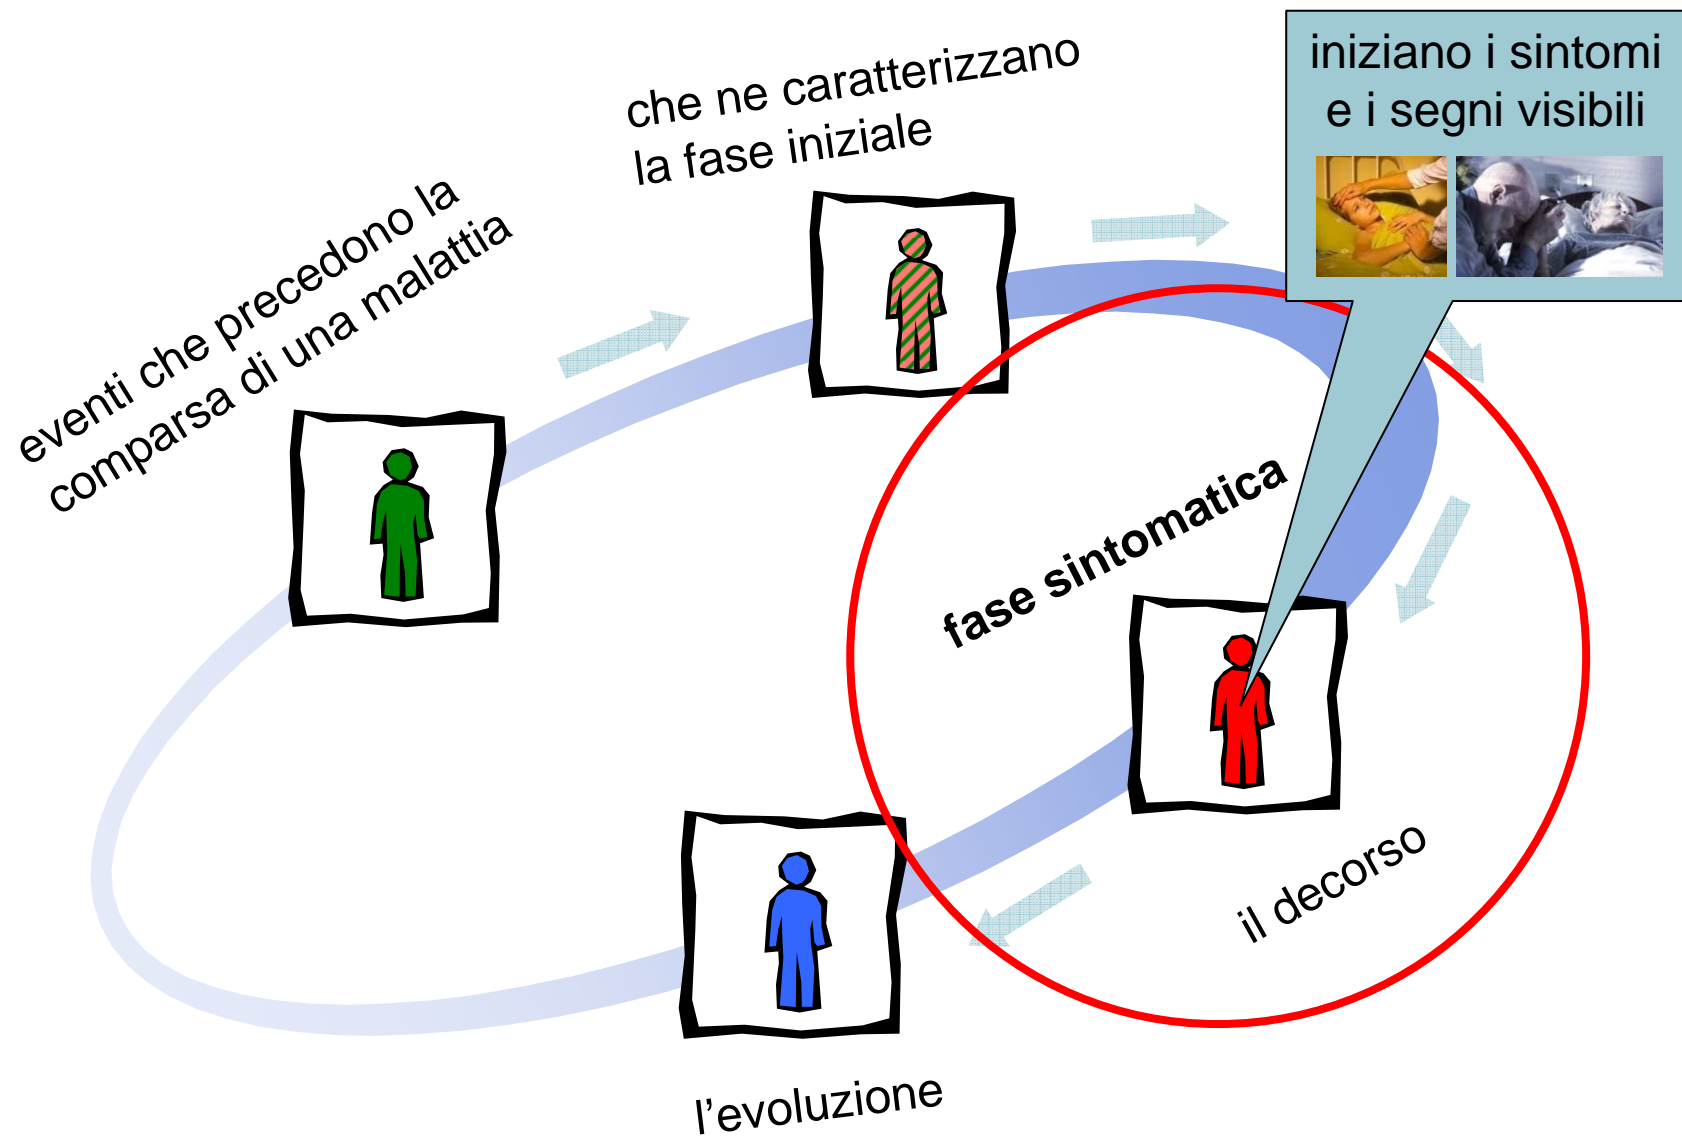 eventi che precedono la
comparsa di una malattia
che ne caratterizzano
la fase iniziale
iniziano i sintomi
e i segni visibili
fase sintomatica
il decorso
l'evoluzione